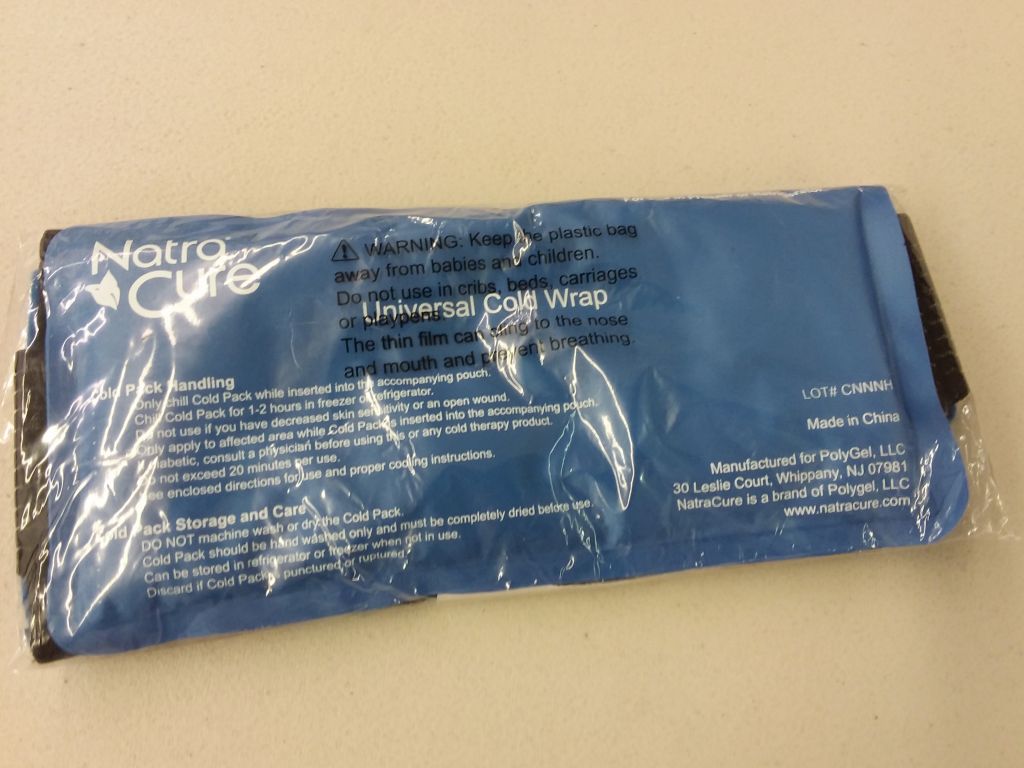 Natra
Cure
WARNING: Keep the plastic bag
away from babies and children.
Do not use in cribs, beds, carriages
or playpens
The thin film can cling to the nose
and mouth and prevent breathing.
Universal Cold Wrap
Cold Pack Handling
Only chill Cold Pack while inserted into the accompanying pouch.
Chill Cold Pack for 1-2 hours in freezer or refrigerator.
Do not use if you have decreased skin sensitivity or an open wound.
Only apply to affected area while Cold Pack is inserted into the accompanying pouch.
If diabetic, consult a physician before using this or any cold therapy product.
Do not exceed 20 minutes per use.
See enclosed directions for use and proper cooling instructions.
Cold Pack Storage and Care
DO NOT machine wash or dry the Cold Pack.
Cold Pack should be hand washed only and must be completely dried before use.
Can be stored in refrigerator or freezer when not in use.
Discard if Cold Pack is punctured or ruptured.
LOT# CNNNH
Made in China
Manufactured for PolyGel, LLC
30 Leslie Court, Whippany, NJ 07981
NatraCure is a brand of Polygel, LLC
www.natracure.com